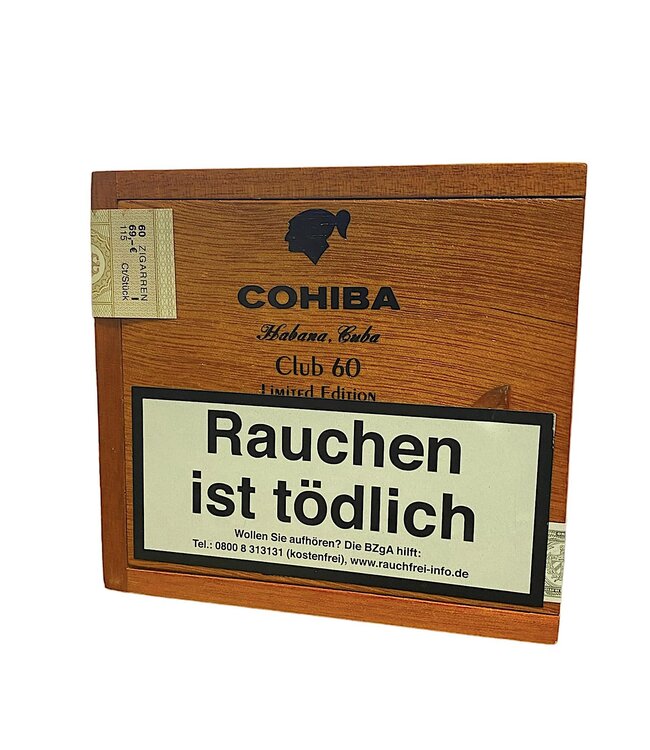 60 ZIGARREN I
69,–€
115 Ct/Stück
COHIBA
Habana, Cuba
Club 60
LIMITED EDITION
Rauchen
ist tödlich
Wollen Sie aufhören? Die BZgA hilft:
Tel.: 0800 8 313131 (kostenfrei), www.rauchfrei-info.de